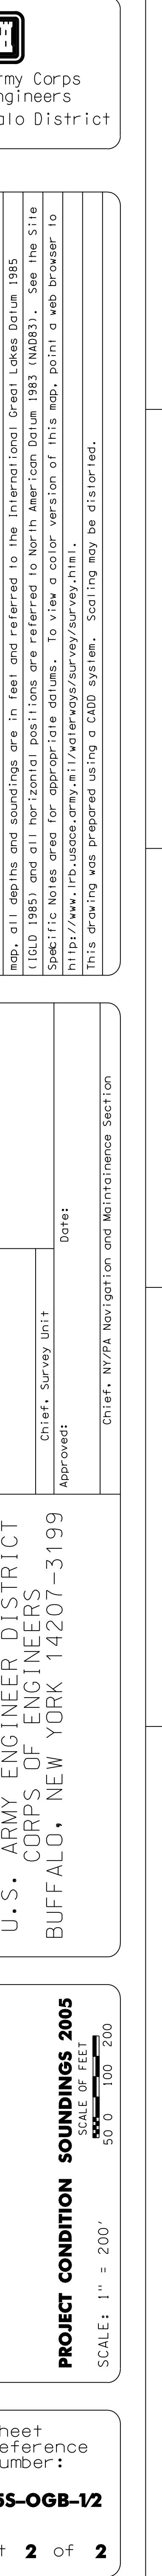 my Corps
ngineers
alo District
map, all depths and soundings are in feet and referred to the International Great Lakes Datum 1985
(IGLD 1985) and all horizontal positions are referred to North American Datum 1983 (NAD83). See the Site
Specific Notes area for appropriate datums. To view a color version of this map, point a web browser to
http://www.lrb.usace.army.mil/waterways/survey/survey.html.
This drawing was prepared using a CADD system. Scaling may be distorted.
Chief, Survey Unit
Approved:
Date:
Chief, NY/PA Navigation and Maintainence Section
U.S. ARMY ENGINEER DISTRICT
CORPS OF ENGINEERS
BUFFALO, NEW YORK 14207-3199
PROJECT CONDITION SOUNDINGS 2005
SCALE OF FEET
50 0 100 200
SCALE: 1" = 200'
heet
eference
umber:
5S-OGB-1/2
t 2 of 2